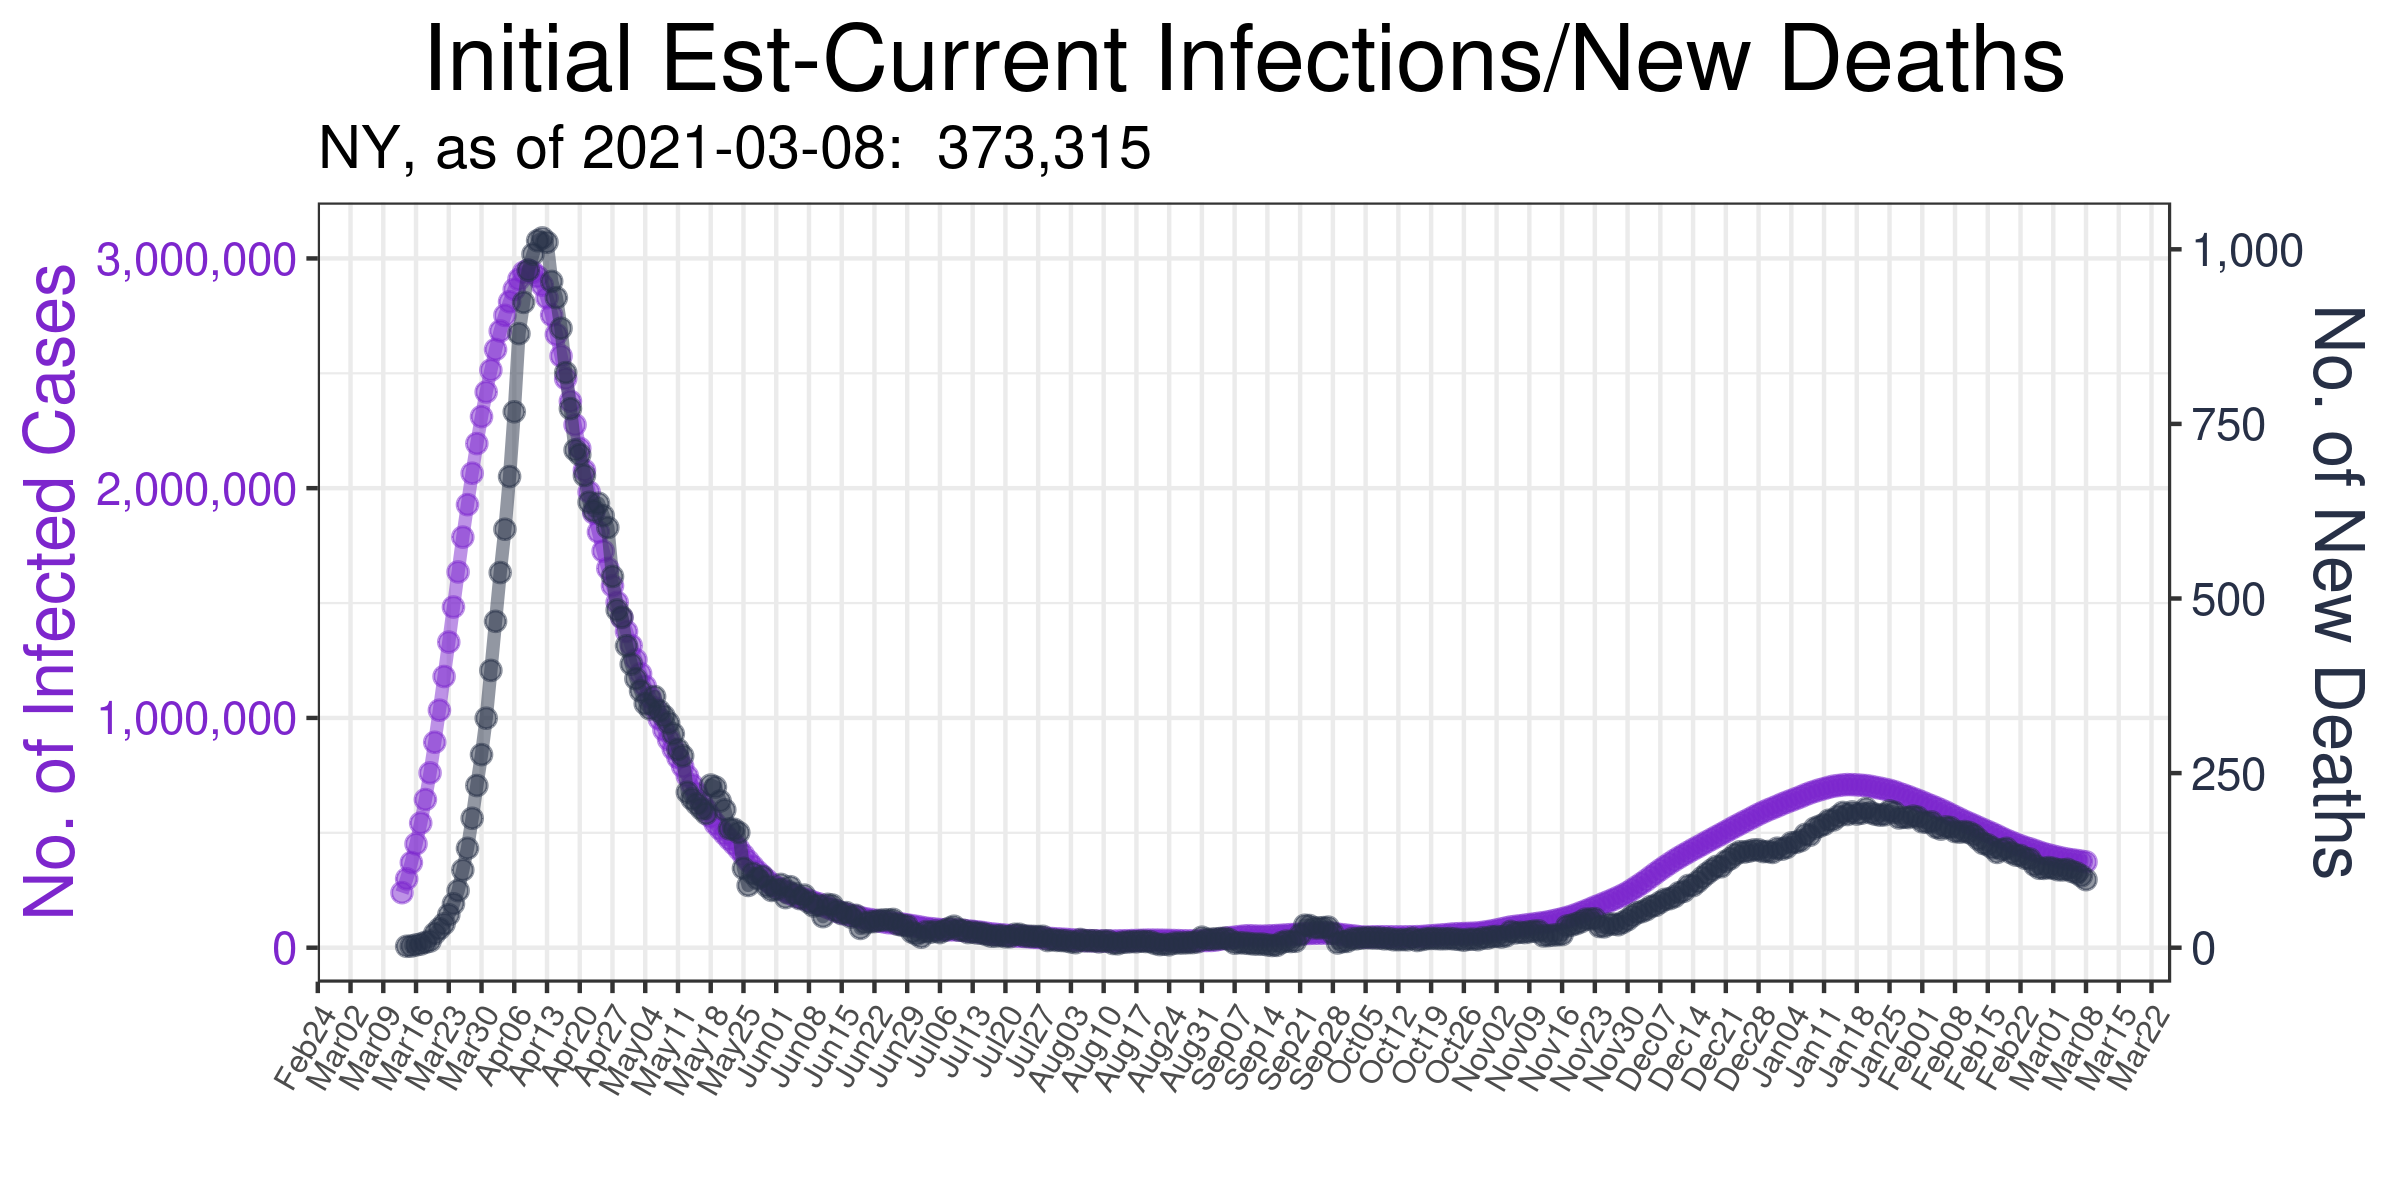 Initial Est-Current Infections/New Deaths
NY, as of 2021-03-08:  373,315
No. of Infected Cases
3,000,000
2,000,000
1,000,000
0
1,000
750
500
250
0
No. of New Deaths
Feb24
Mar02
Mar09
Mar16
Mar23
Mar30
Apr06
Apr13
Apr20
Apr27
May04
May11
May18
May25
Jun01
Jun08
Jun15
Jun22
Jun29
Jul06
Jul13
Jul20
Jul27
Aug03
Aug10
Aug17
Aug24
Aug31
Sep07
Sep14
Sep21
Sep28
Oct05
Oct12
Oct19
Oct26
Nov02
Nov09
Nov16
Nov23
Nov30
Dec07
Dec14
Dec21
Dec28
Jan04
Jan11
Jan18
Jan25
Feb01
Feb08
Feb15
Feb22
Mar01
Mar08
Mar15
Mar22